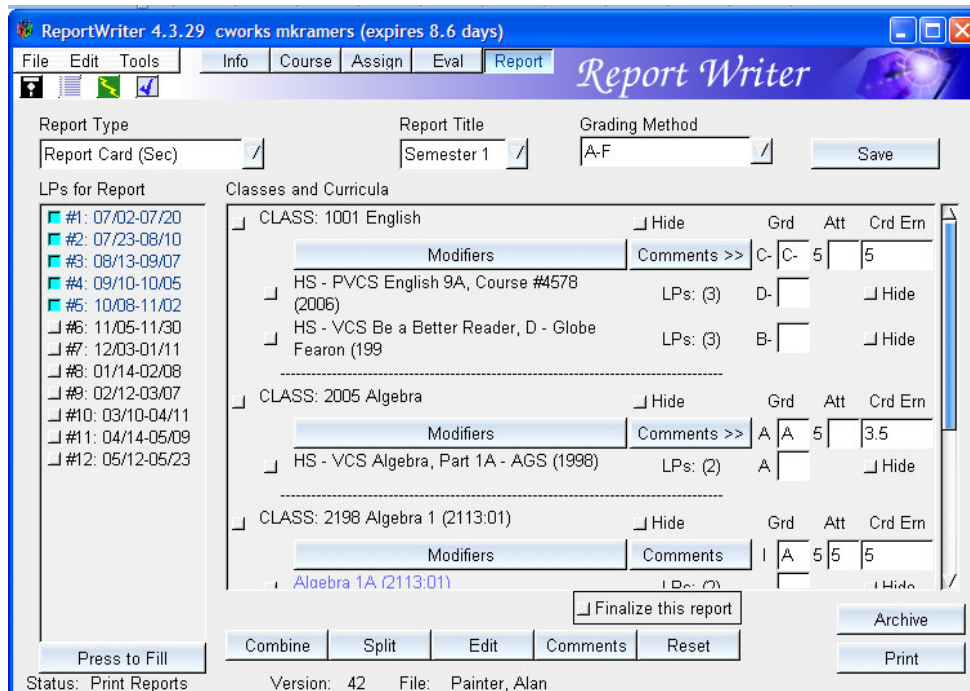 ReportWriter 4.3.29 cworks mkramers (expires 8.6 days)
File Edit Tools Info Course Assign Eval Report
Report Writer
Report Type Report Title Grading Method
Report Card (Sec) Semester 1 A-F Save
LPs for Report Classes and Curricula
#1: 07/02-07/20
#2: 07/23-08/10
#3: 08/13-09/07
#4: 09/10-10/05
#5: 10/08-11/02
#6: 11/05-11/30
#7: 12/03-01/11
#8: 01/14-02/08
#9: 02/12-03/07
#10: 03/10-04/11
#11: 04/14-05/09
#12: 05/12-05/23
Press to Fill
CLASS: 1001 English Hide Grd Att Crd Ern
Modifiers Comments >> C- C- 5 5
HS - PVCS English 9A, Course #4578
(2006) LPs: (3) D- Hide
HS - VCS Be a Better Reader, D - Globe
Fearon (199 LPs: (3) B- Hide
CLASS: 2005 Algebra Hide Grd Att Crd Ern
Modifiers Comments >> A A 5 3.5
HS - VCS Algebra, Part 1A - AGS (1998) LPs: (2) A Hide
CLASS: 2198 Algebra 1 (2113:01) Hide Grd Att Crd Ern
Modifiers Comments I A 5 5 5
Algebra 1A (2113:01) LPs: (2) Hide
Finalize this report
Combine Split Edit Comments Reset
Archive
Print
Status: Print Reports Version: 42 File: Painter, Alan